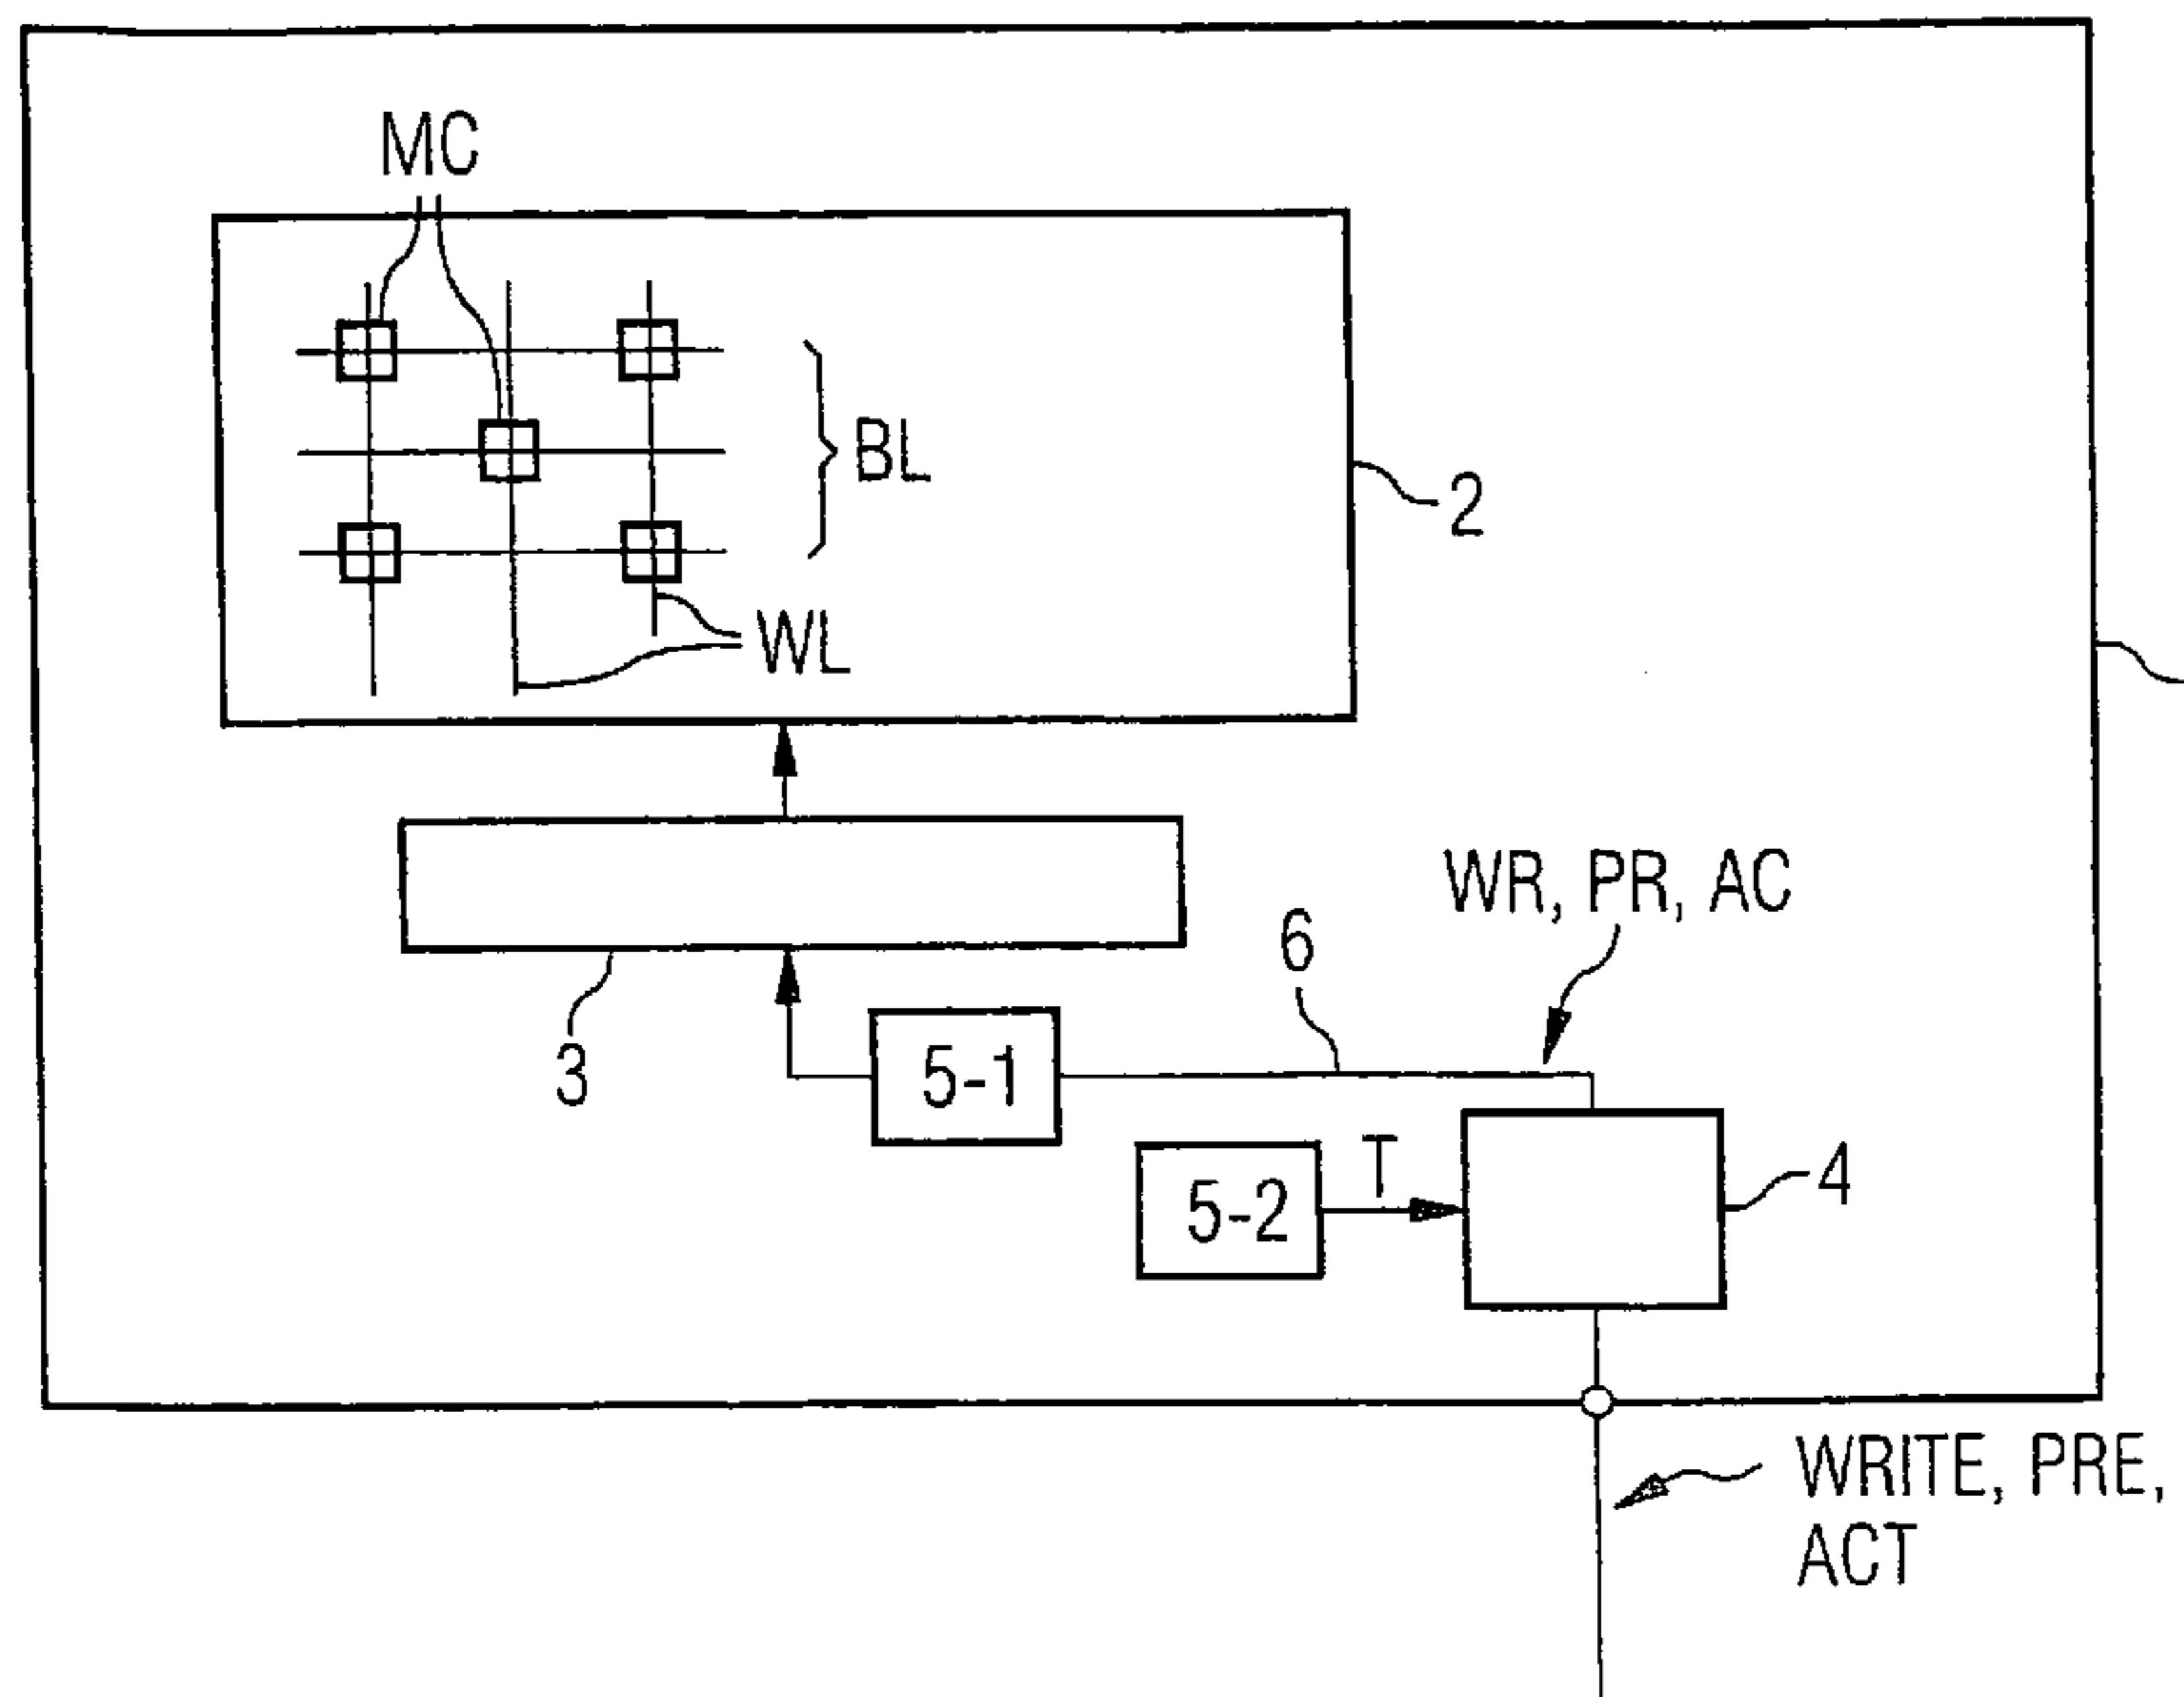 MC
BL
2
WL
WR, PR, AC
6
3
5-1
T
5-2
4
WRITE, PRE,
ACT